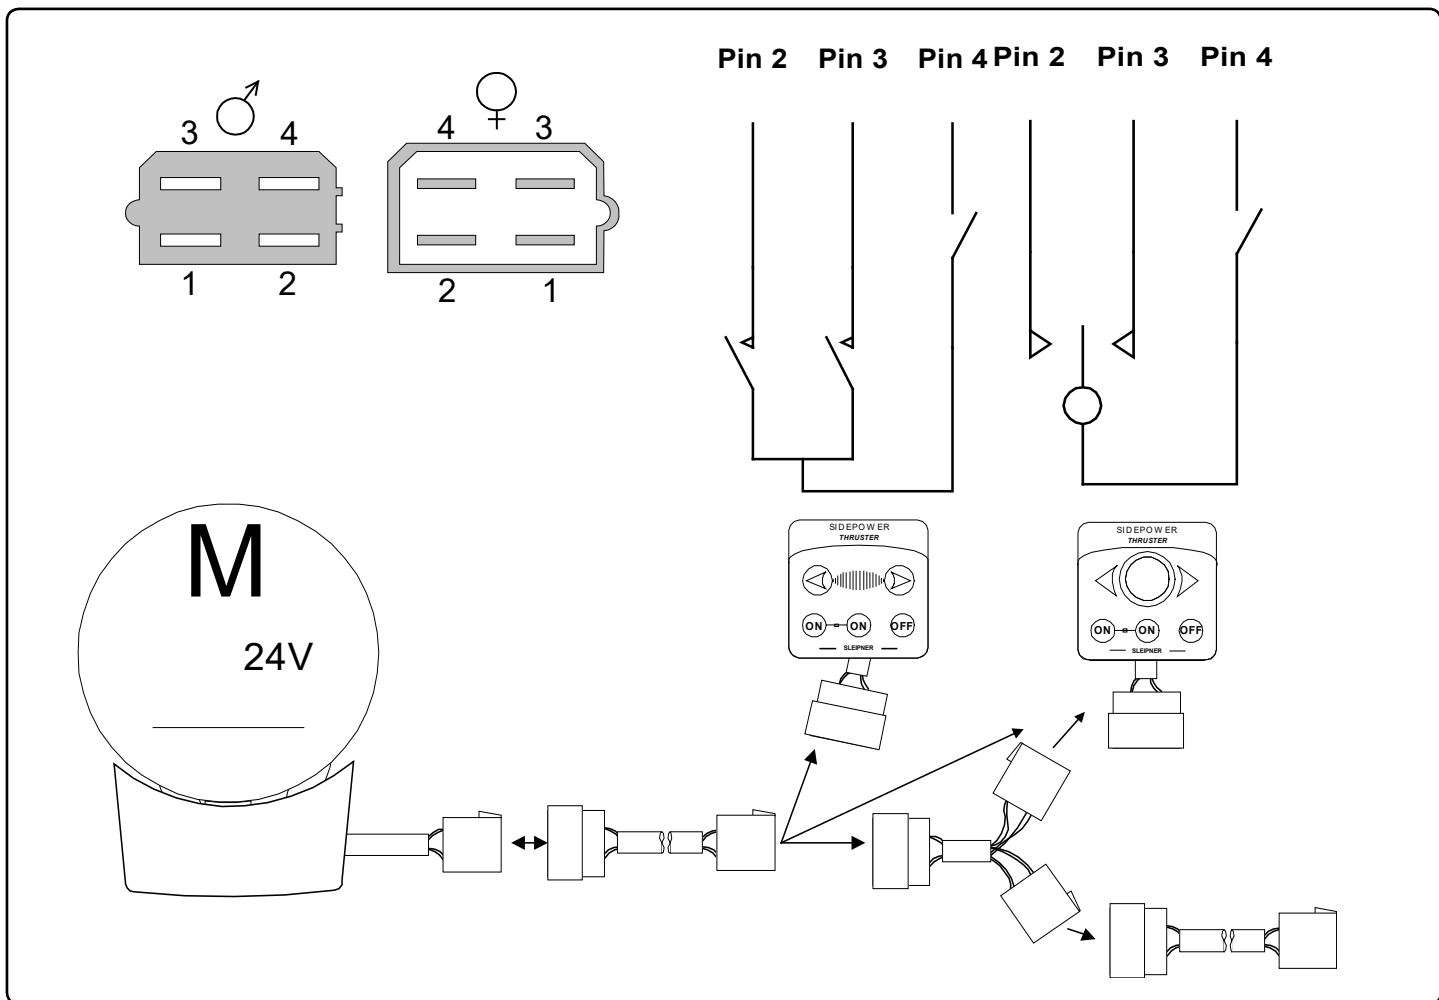 Pin 2 Pin 3 Pin 4 Pin 2 Pin 3 Pin 4
3 4
4 3
1 2
2 1
M
24V
SIDEPOWER
THRUSTER
ON ON OFF
SLEIPNER
SIDEPOWER
THRUSTER
ON ON OFF
SLEIPNER